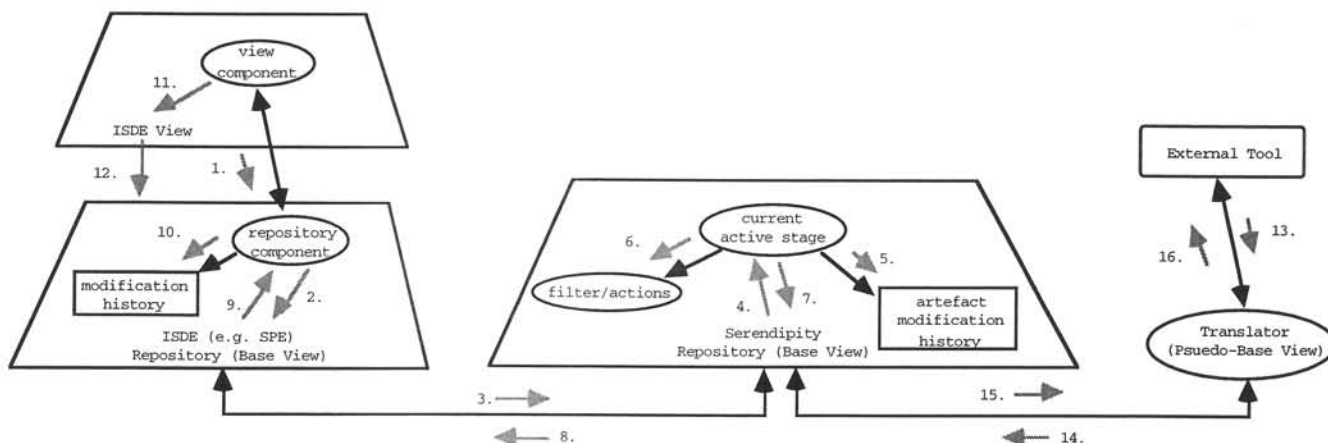 view
component
11.
ISDE View
12.
1.
10.
repository
component
modification
history
9.
2.
ISDE (e.g. SPE)
Repository (Base View)
current
active stage
6.
5.
filter/actions
4.
7.
artefact
modification
history
Serendipity
Repository (Base View)
External Tool
16.
13.
Translator
(Psuedo-Base View)
3.
8.
15.
14.